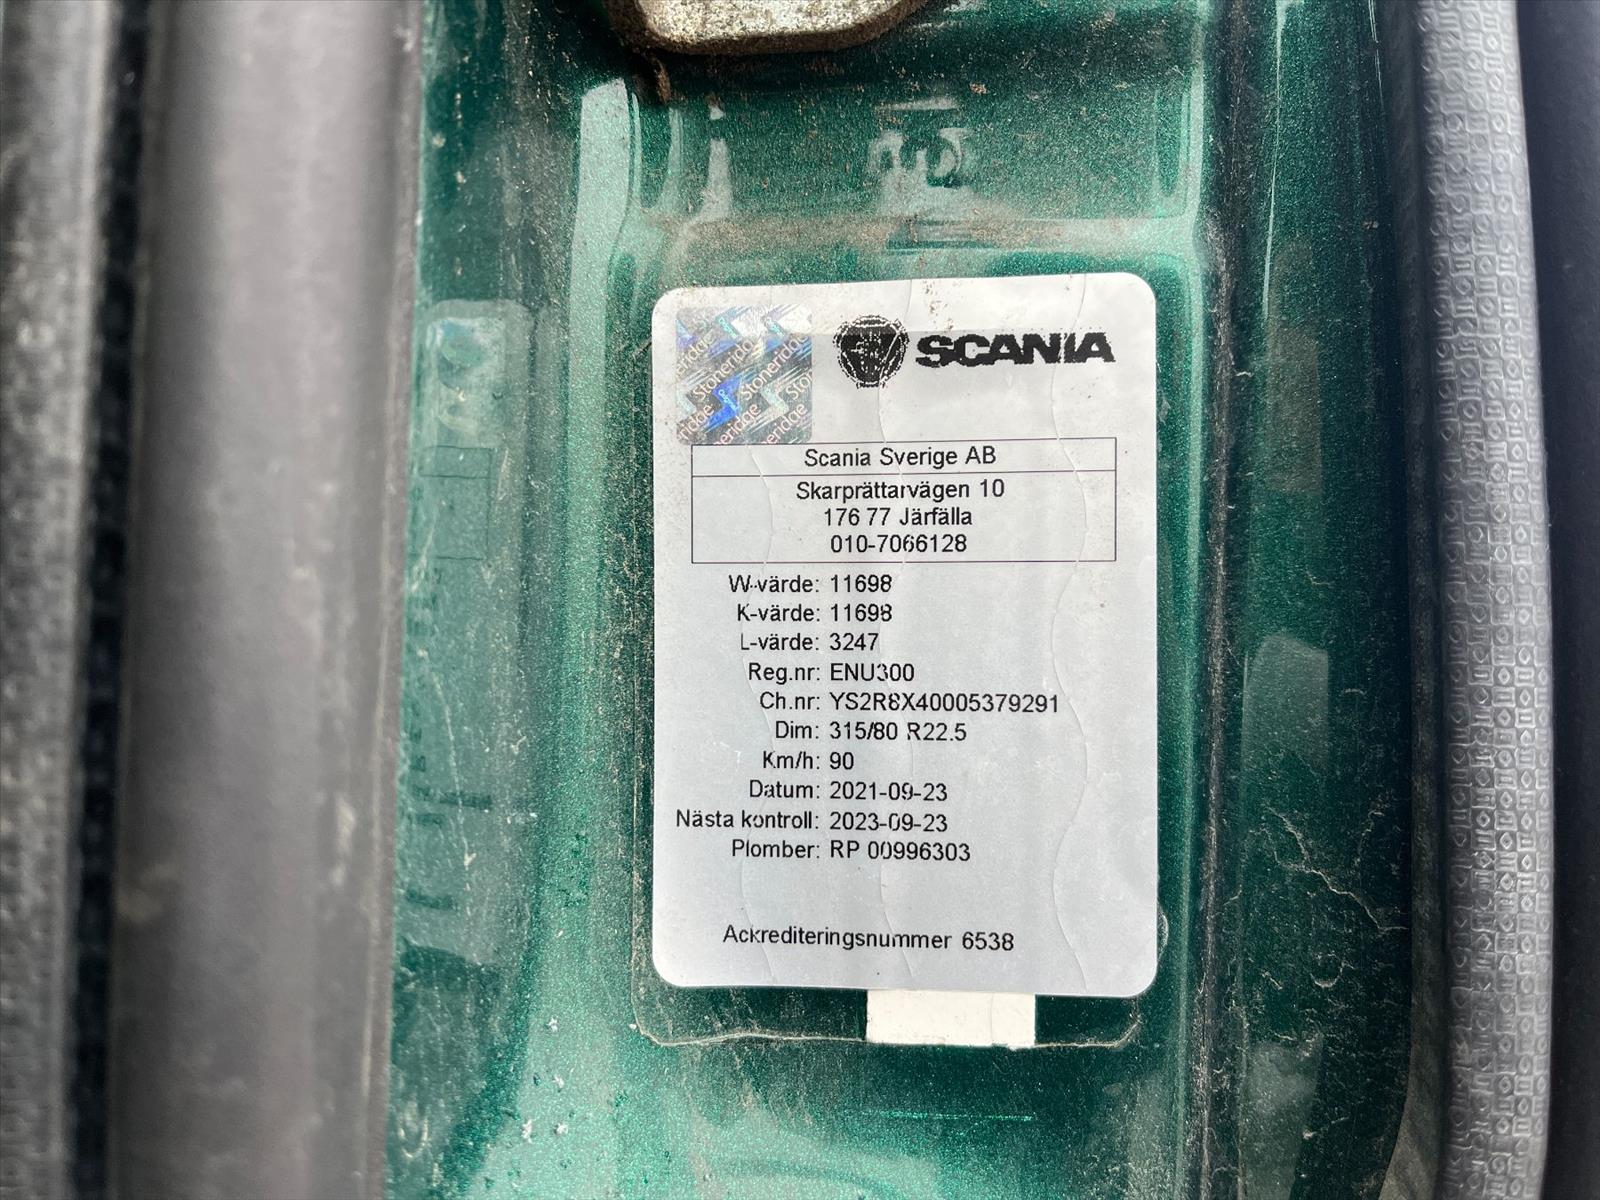 SCANIA
Stoneridge
Scania Sverige AB
Skarprättarvägen 10
176 77 Järfälla
010-7066128
W-värde: 11698
K-värde: 11698
L-värde: 3247
Reg.nr: ENU300
Ch.nr: YS2R8X40005379291
Dim: 315/80 R22.5
Km/h: 90
Datum: 2021-09-23
Nästa kontroll: 2023-09-23
Plomber: RP 00996303
Ackrediteringsnummer 6538